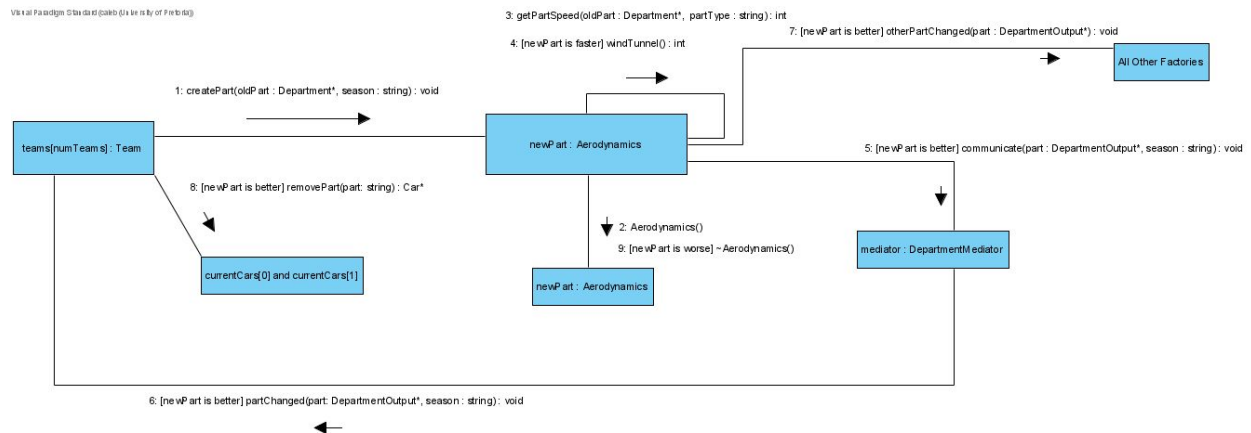 Visual Paradigm Standard(caleb(University of Pretoria))
3: getPartSpeed(oldPart : Department*, partType : string) : int
4: [newPart is faster] windTunnel() : int
7: [newPart is better] otherPartChanged(part : DepartmentOutput*) : void
All Other Factories
1: createPart(oldPart : Department*, season : string) : void
teams[numTeams] : Team
newPart : Aerodynamics
5: [newPart is better] communicate(part : DepartmentOutput*, season : string) : void
8: [newPart is better] removePart(part: string) : Car*
2: Aerodynamics()
9: [newPart is worse] ~Aerodynamics()
mediator : DepartmentMediator
currentCars[0] and currentCars[1]
newPart : Aerodynamics
6: [newPart is better] partChanged(part: DepartmentOutput*, season : string) : void